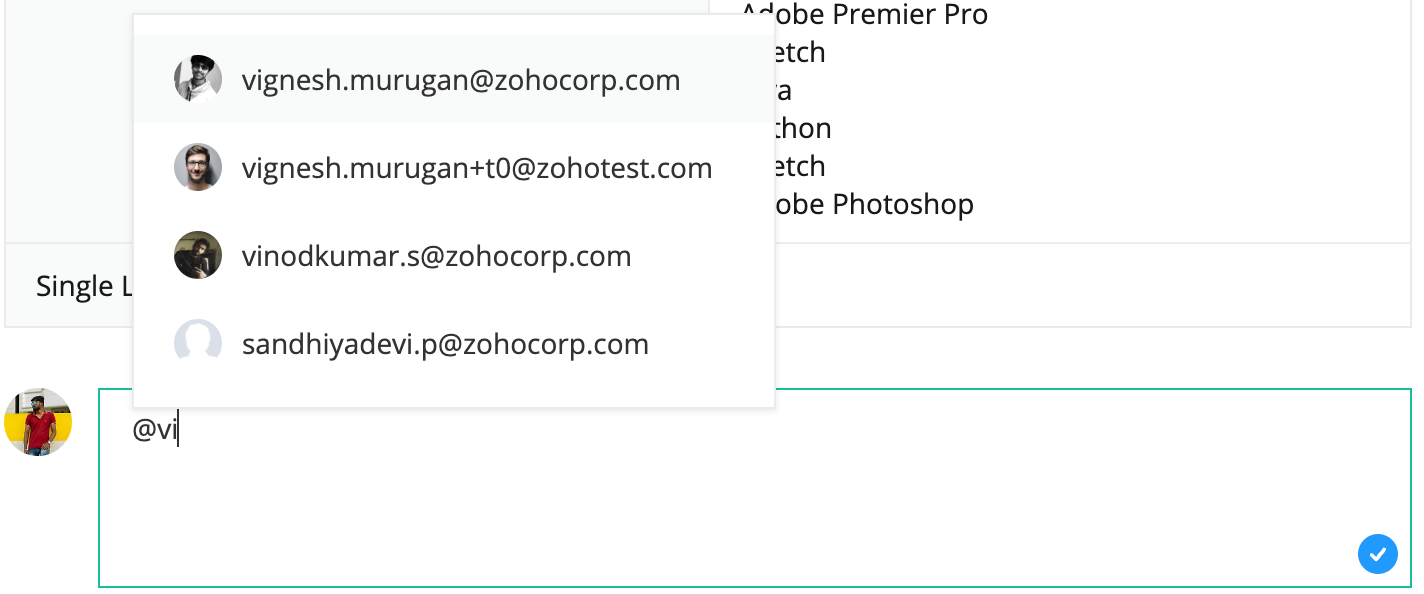 Adobe Premier Pro
etch
a
thon
etch
obe Photoshop
Single L
vignesh.murugan@zohocorp.com
vignesh.murugan+t0@zohotest.com
vinodkumar.s@zohocorp.com
sandhiyadevi.p@zohocorp.com
@vi